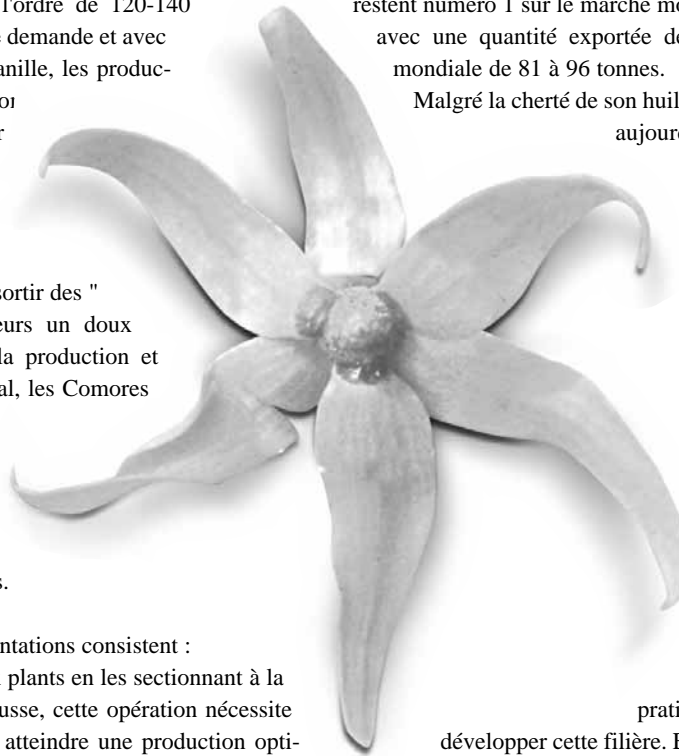 l'ordre de 120-140
demande et avec
anille, les produc-
sortir des "
eurs un doux
la production et
al, les Comores
s.
ntations consistent :
plants en les sectionnant à la
usse, cette opération nécessite
atteindre une production opti-
restent numéro 1 sur le marché mo
avec une quantité exportée de
mondiale de 81 à 96 tonnes.
Malgré la cherté de son huil
aujour
prati
développer cette filière. E